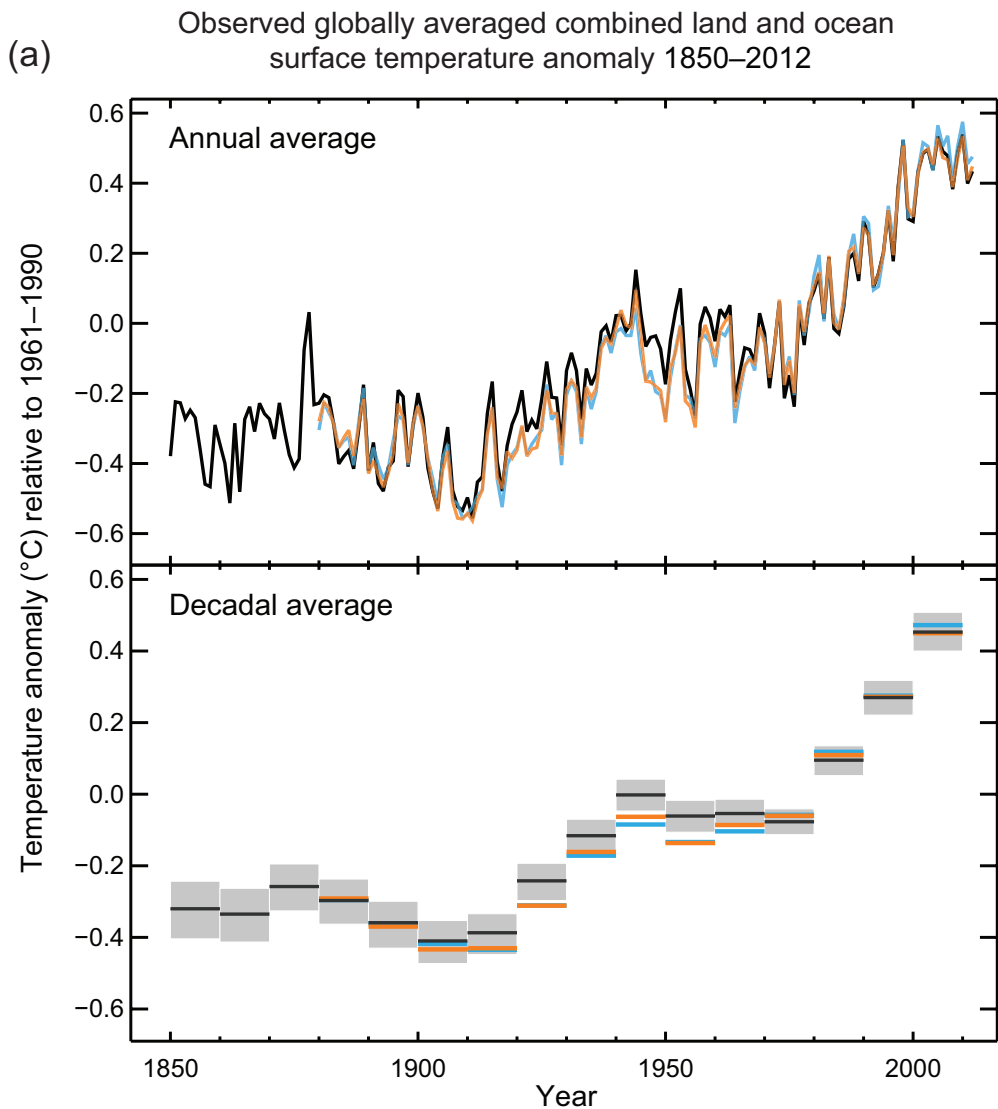 (a)
Observed globally averaged combined land and ocean
surface temperature anomaly 1850–2012
Temperature anomaly (°C) relative to 1961–1990
Annual average
0.6
0.4
0.2
0.0
−0.2
−0.4
−0.6
Decadal average
0.6
0.4
0.2
0.0
−0.2
−0.4
−0.6
1850 1900 1950 2000
Year